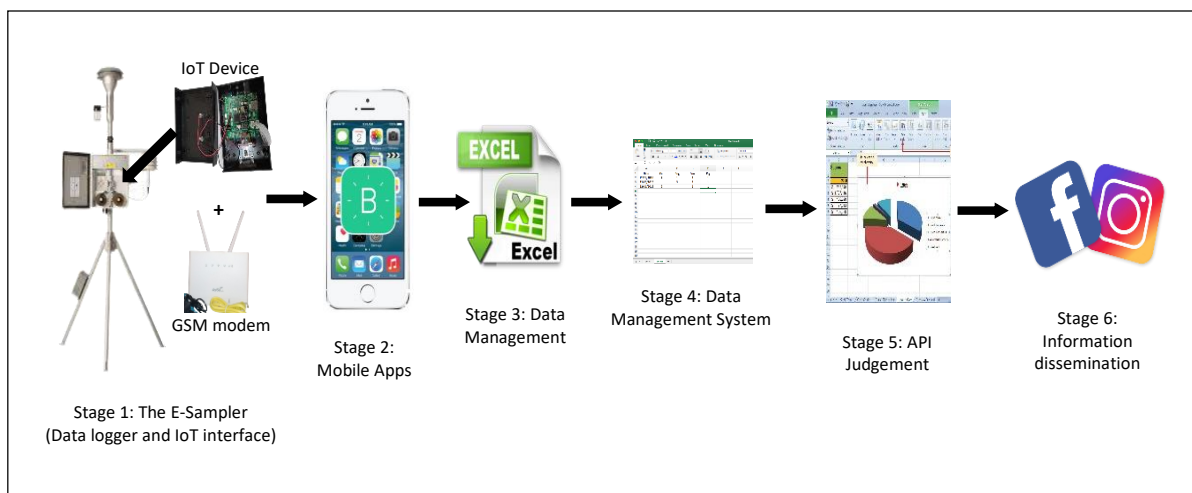 IoT Device
+
GSM modem
Stage 1: The E-Sampler
(Data logger and IoT interface)
B
Stage 2:
Mobile Apps
EXCEL
Excel
Stage 3: Data
Management
Stage 4: Data
Management System
Stage 5: API
Judgement
Stage 6:
Information
dissemination